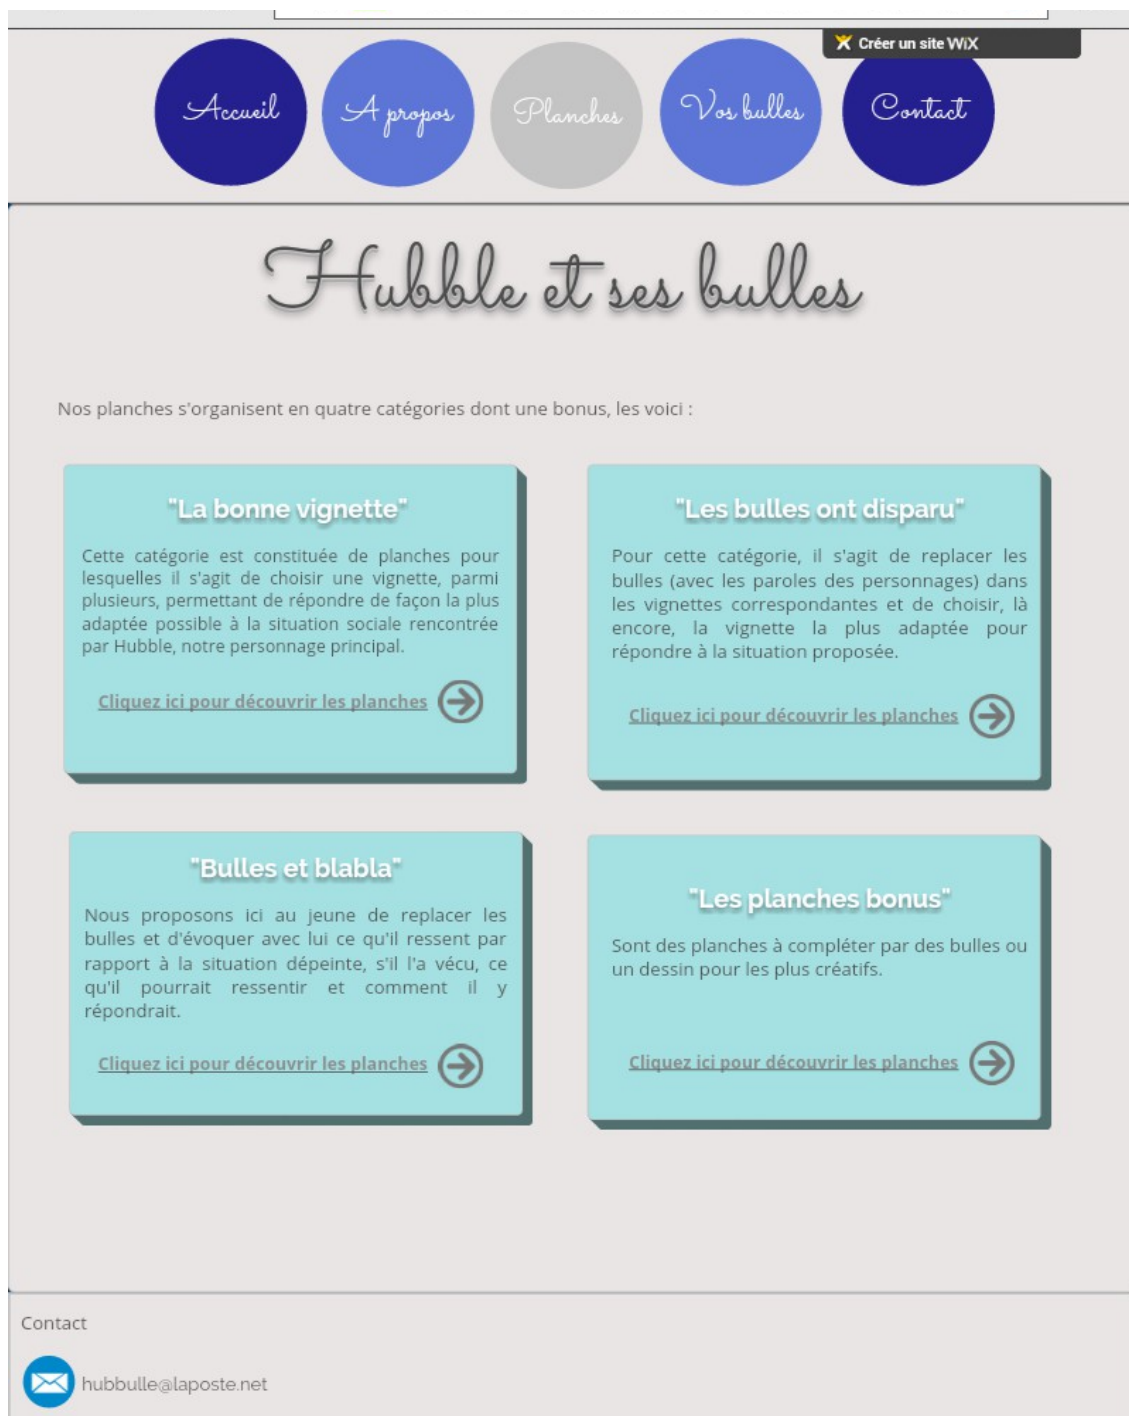 Créer un site WiX
Accueil
A propos
Planches
Vos bulles
Contact
Hubble et ses bulles
Nos planches s'organisent en quatre catégories dont une bonus, les voici :
"La bonne vignette"
Cette catégorie est constituée de planches pour
lesquelles il s'agit de choisir une vignette, parmi
plusieurs, permettant de répondre de façon la plus
adaptée possible à la situation sociale rencontrée
par Hubble, notre personnage principal.
Cliquez ici pour découvrir les planches
"Les bulles ont disparu"
Pour cette catégorie, il s'agit de replacer les
bulles (avec les paroles des personnages) dans
les vignettes correspondantes et de choisir, là
encore, la vignette la plus adaptée pour
répondre à la situation proposée.
Cliquez ici pour découvrir les planches
"Bulles et blabla"
Nous proposons ici au jeune de replacer les
bulles et d'évoquer avec lui ce qu'il ressent par
rapport à la situation dépeinte, s'il l'a vécu, ce
qu'il pourrait ressentir et comment il y
répondrait.
Cliquez ici pour découvrir les planches
"Les planches bonus"
Sont des planches à compléter par des bulles ou
un dessin pour les plus créatifs.
Cliquez ici pour découvrir les planches
Contact
hubbulle@laposte.net